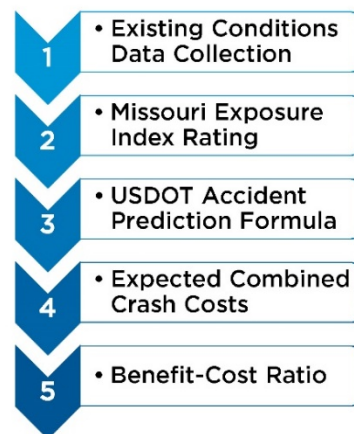 1
• Existing Conditions
Data Collection
2
• Missouri Exposure
Index Rating
3
• USDOT Accident
Prediction Formula
4
• Expected Combined
Crash Costs
5
• Benefit-Cost Ratio